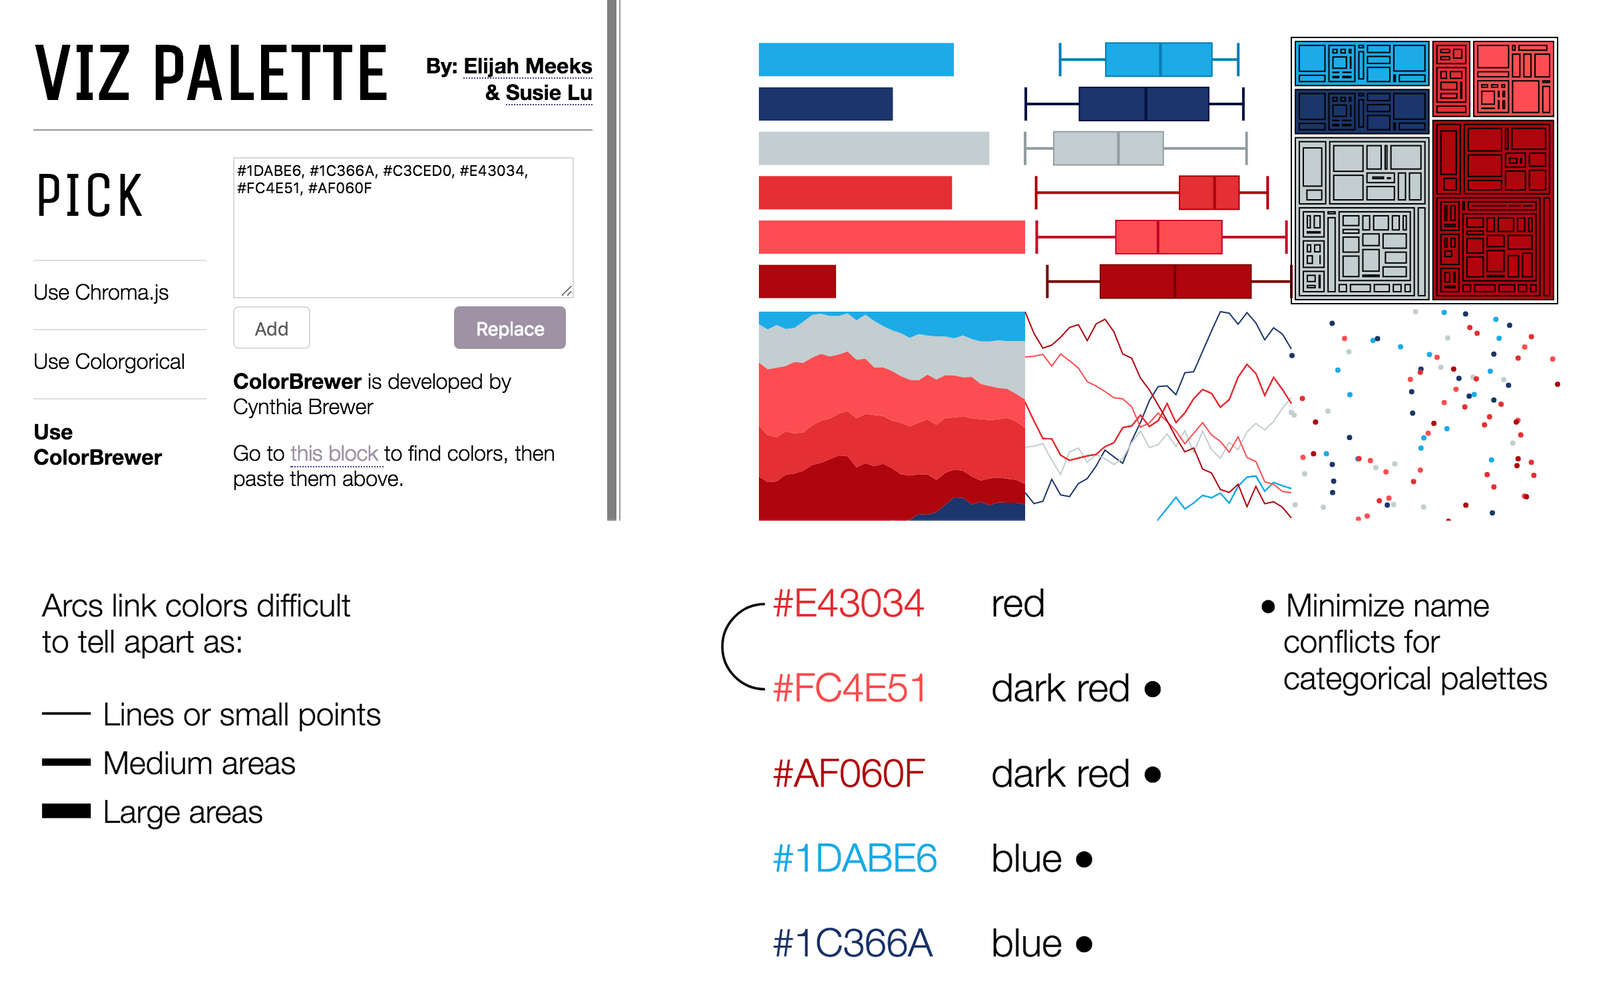 VIZ PALETTE
By: Elijah Meeks
& Susie Lu
PICK
#1DABE6, #1C366A, #C3CED0, #E43034,
#FC4E51, #AF060F
Add
Replace
Use Chroma.js
Use Colorgorical
Use
ColorBrewer
ColorBrewer is developed by
Cynthia Brewer
Go to this block to find colors, then
paste them above.
Arcs link colors difficult
to tell apart as:
Lines or small points
Medium areas
Large areas
#E43034 red
#FC4E51 dark red ●
#AF060F dark red ●
#1DABE6 blue ●
#1C366A blue ●
● Minimize name
conflicts for
categorical palettes